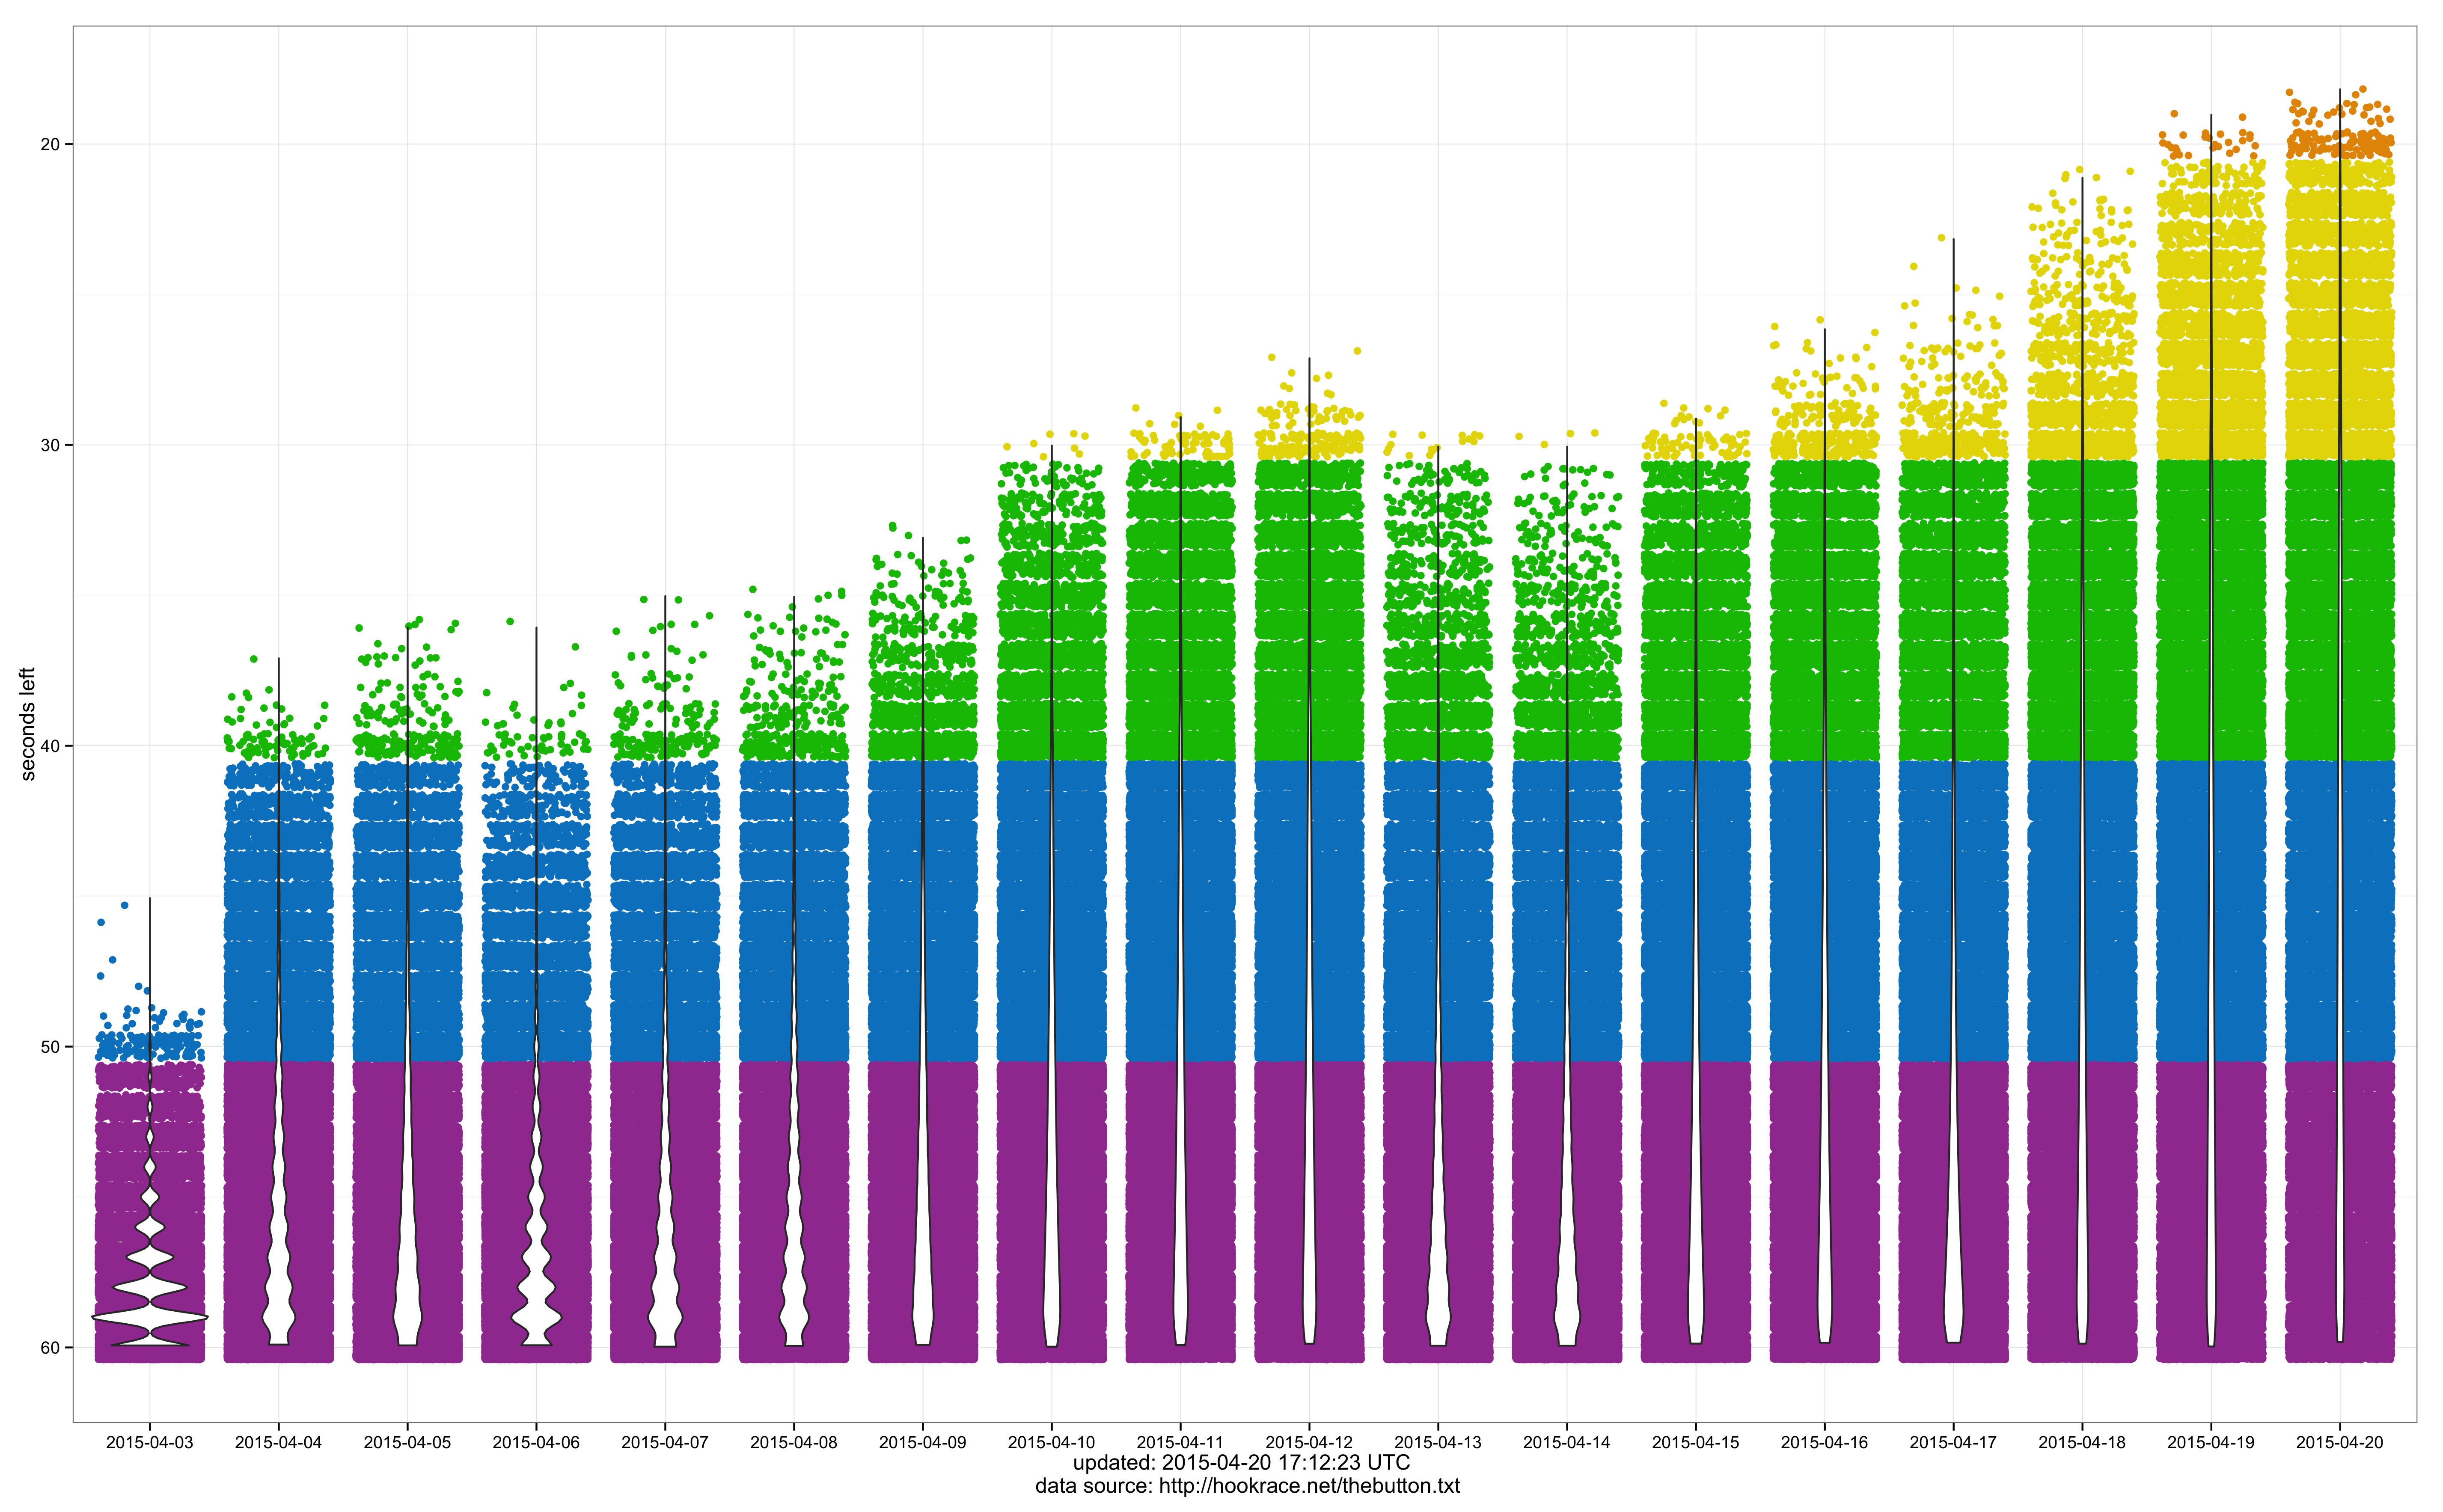 seconds left
20
30
40
50
60
2015-04-03 2015-04-04 2015-04-05 2015-04-06 2015-04-07 2015-04-08 2015-04-09 2015-04-10 2015-04-11 2015-04-12 2015-04-13 2015-04-14 2015-04-15 2015-04-16 2015-04-17 2015-04-18 2015-04-19 2015-04-20
updated: 2015-04-20 17:12:23 UTC
data source: http://hookrace.net/thebutton.txt